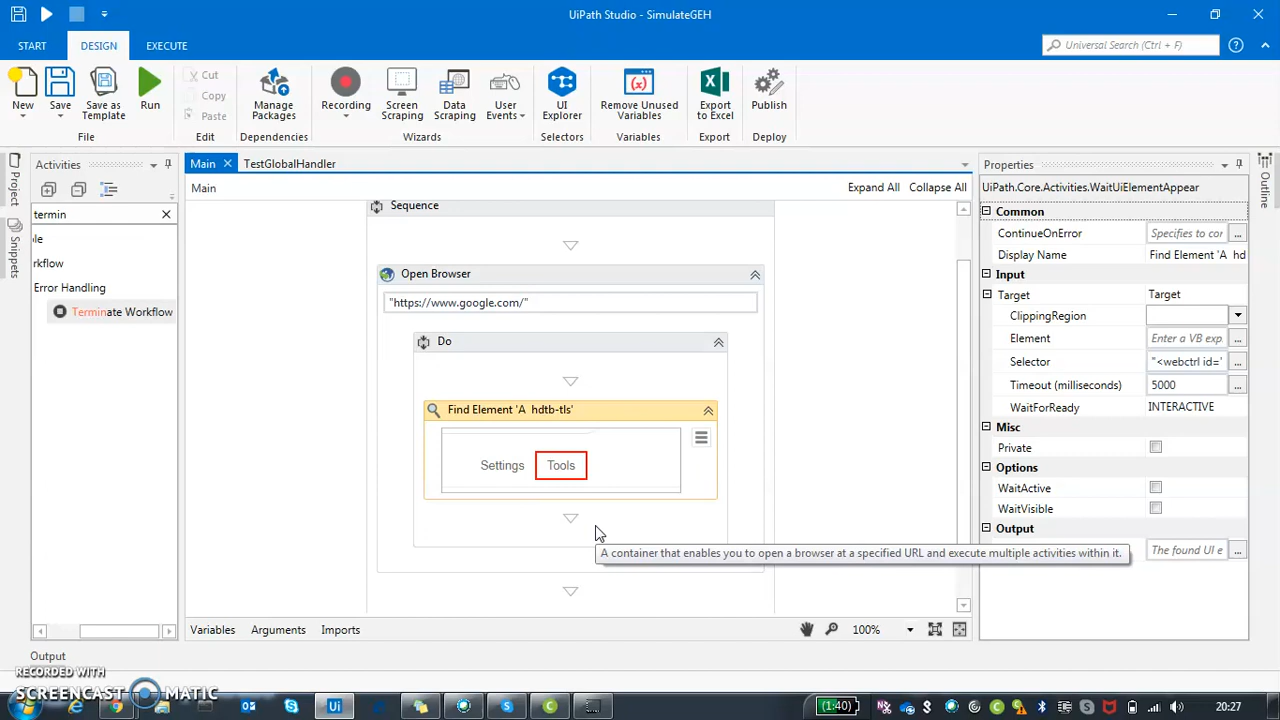 UiPath Studio - SimulateGEH
START
DESIGN
EXECUTE
Universal Search (Ctrl + F)
New
Save
Save as Template
Run
Cut
Copy
Paste
Manage Packages
Recording
Screen Scraping
Data Scraping
User Events
UI Explorer
Remove Unused Variables
Export to Excel
Publish
File
Edit
Dependencies
Wizards
Selectors
Variables
Export
Deploy
Project
Snippets
Activities
termin
le
rkflow
Error Handling
Terminate Workflow
Main
TestGlobalHandler
Main
Expand All
Collapse All
Sequence
Open Browser
"https://www.google.com/"
Do
Find Element 'A hdtb-tls'
Settings
Tools
A container that enables you to open a browser at a specified URL and execute multiple activities within it.
Variables
Arguments
Imports
100%
Properties
Outline
UiPath.Core.Activities.WaitUiElementAppear
Common
ContinueOnError Specifies to cor ...
Display Name Find Element 'A hd
Input
Target Target
ClippingRegion
Element Enter a VB exp ...
Selector "<webctrl id=' ...
Timeout (milliseconds) 5000 ...
WaitForReady INTERACTIVE
Misc
Private
Options
WaitActive
WaitVisible
Output
The found UI e ...
Output
RECORDED WITH
SCREENCAST MATIC
Ui
(1:40)
20:27